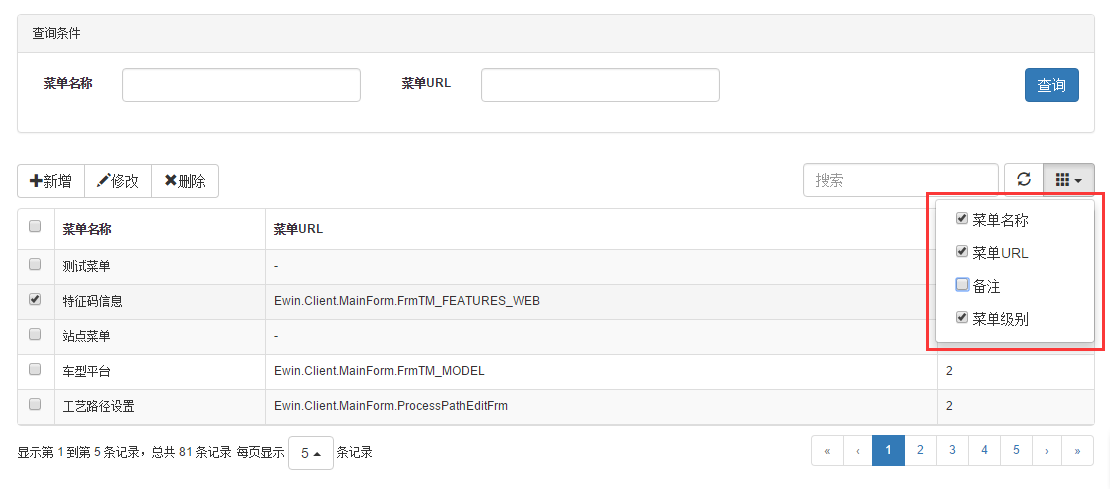 查询条件
菜单名称 菜单URL 查询
新增 修改 删除 搜索
菜单名称 菜单URL
测试菜单 -
特征码信息 Ewin.Client.MainForm.FrmTM_FEATURES_WEB
站点菜单 -
车型平台 Ewin.Client.MainForm.FrmTM_MODEL 2
工艺路径设置 Ewin.Client.MainForm.ProcessPathEditFrm 2
菜单名称
菜单URL
备注
菜单级别
显示第 1 到第 5 条记录，总共 81 条记录 每页显示 5 条记录
« ‹ 1 2 3 4 5 › »